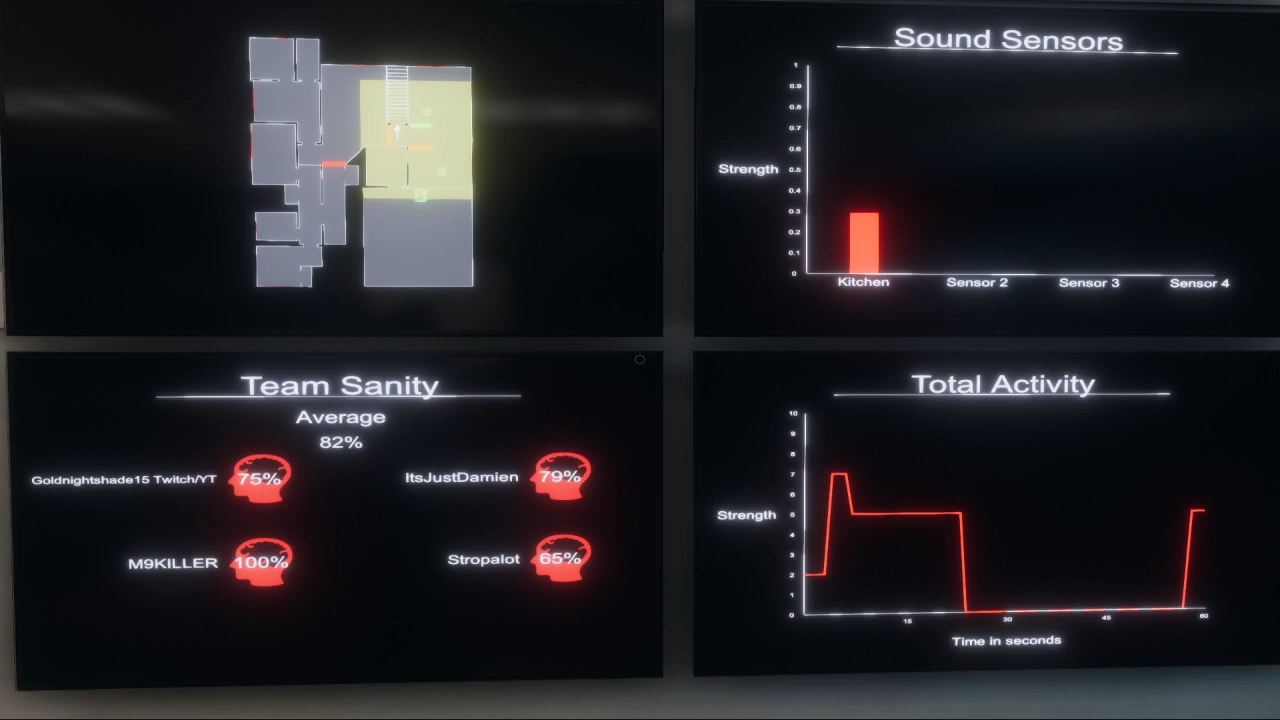 Sound Sensors
1
0.9
0.8
0.7
0.6
Strength 0.5
0.4
0.3
0.2
0.1
0
Kitchen Sensor 2 Sensor 3 Sensor 4
Team Sanity
Average
82%
Goldnightshade15 Twitch/YT 75%
ItsJustDamien 79%
M9KILLER 100%
Stropalot 65%
Total Activity
10
9
8
7
6
Strength 5
4
3
2
1
0
15 30 45 60
Time in seconds